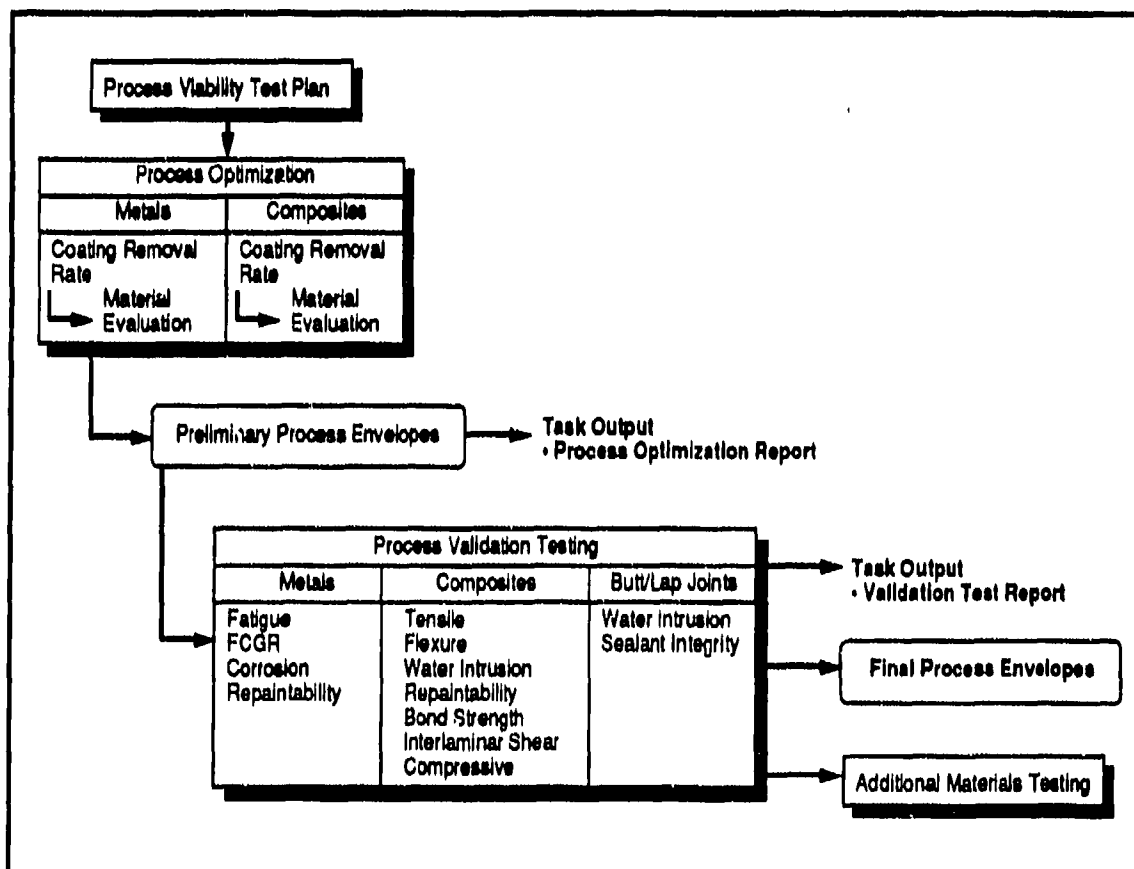 Process Viability Test Plan
Process Optimization
Metals
Composites
Coating Removal
Rate
Material
Evaluation
Coating Removal
Rate
Material
Evaluation
Preliminary Process Envelopes
Task Output
• Process Optimization Report
Process Validation Testing
Metals
Composites
Butt/Lap Joints
Fatigue
FCGR
Corrosion
Repaintability
Tensile
Flexure
Water Intrusion
Repaintability
Bond Strength
Interlaminar Shear
Compressive
Water Intrusion
Sealant Integrity
Task Output
• Validation Test Report
Final Process Envelopes
Additional Materials Testing